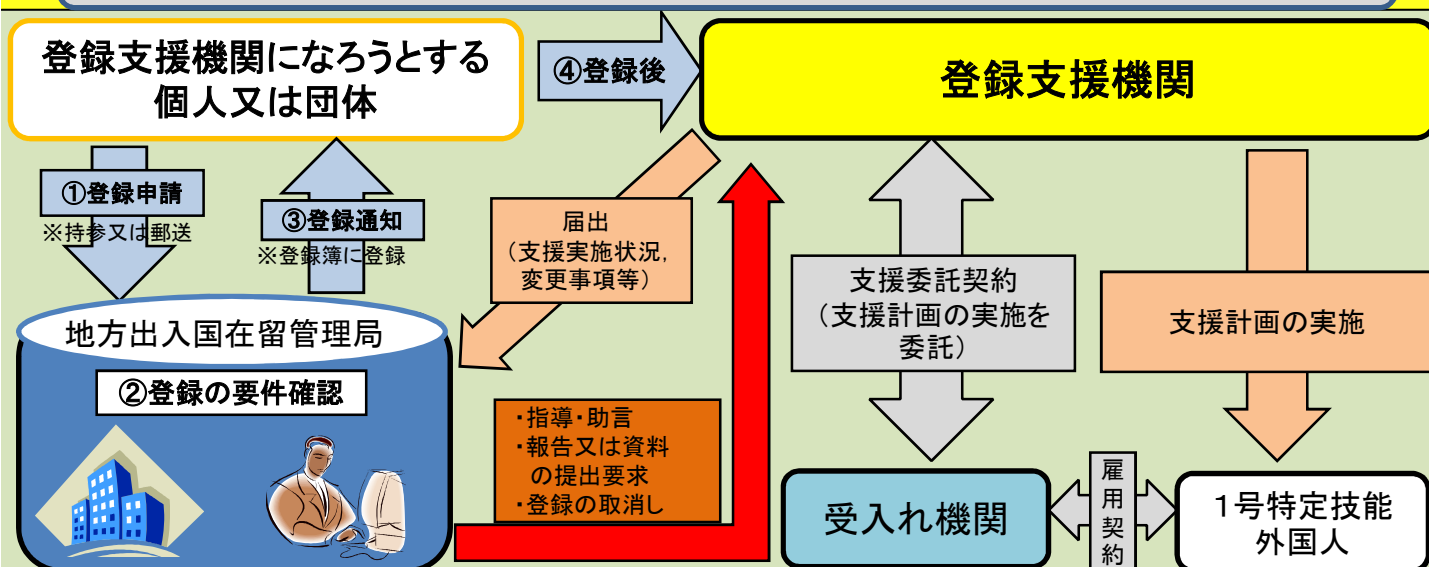 登録支援機関になろうとする
個人又は団体
④登録後
登録支援機関
①登録申請
※持参又は郵送
③登録通知
※登録簿に登録
届出
（支援実施状況，
変更事項等）
支援委託契約
（支援計画の実施を
委託）
支援計画の実施
地方出入国在留管理局
②登録の要件確認
・指導・助言
・報告又は資料
の提出要求
・登録の取消し
受入れ機関
雇
用
契
約
1号特定技能
外国人